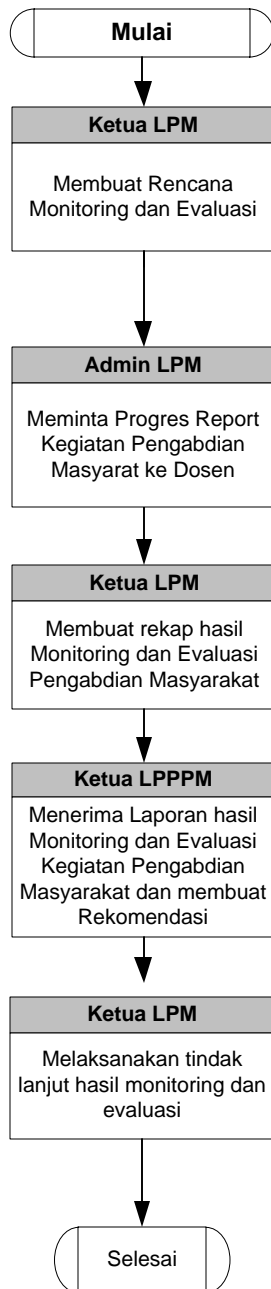 Mulai
Ketua LPM
Membuat Rencana
Monitoring dan Evaluasi
Admin LPM
Meminta Progres Report
Kegiatan Pengabdian
Masyarat ke Dosen
Ketua LPM
Membuat rekap hasil
Monitoring dan Evaluasi
Pengabdian Masyarakat
Ketua LPPPM
Menerima Laporan hasil
Monitoring dan Evaluasi
Kegiatan Pengabdian
Masyarakat dan membuat
Rekomendasi
Ketua LPM
Melaksanakan tindak
lanjut hasil monitoring dan
evaluasi
Selesai